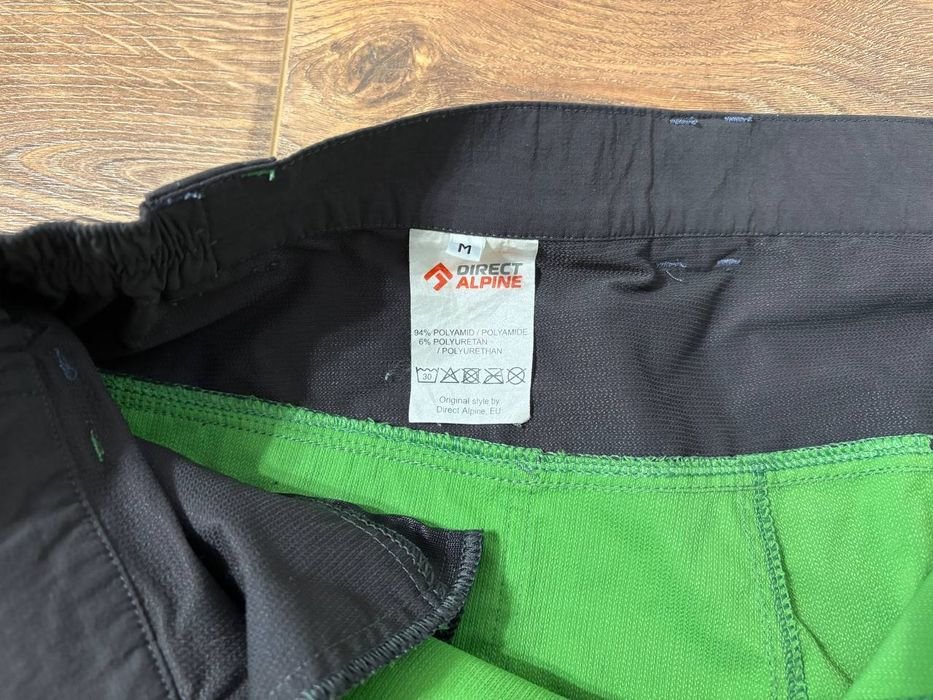 M
DIRECT
ALPINE
94% POLYAMID / POLYAMIDE
6% POLYURETAN
/ POLYURETHAN
30
Original style by
Direct Alpine, EU